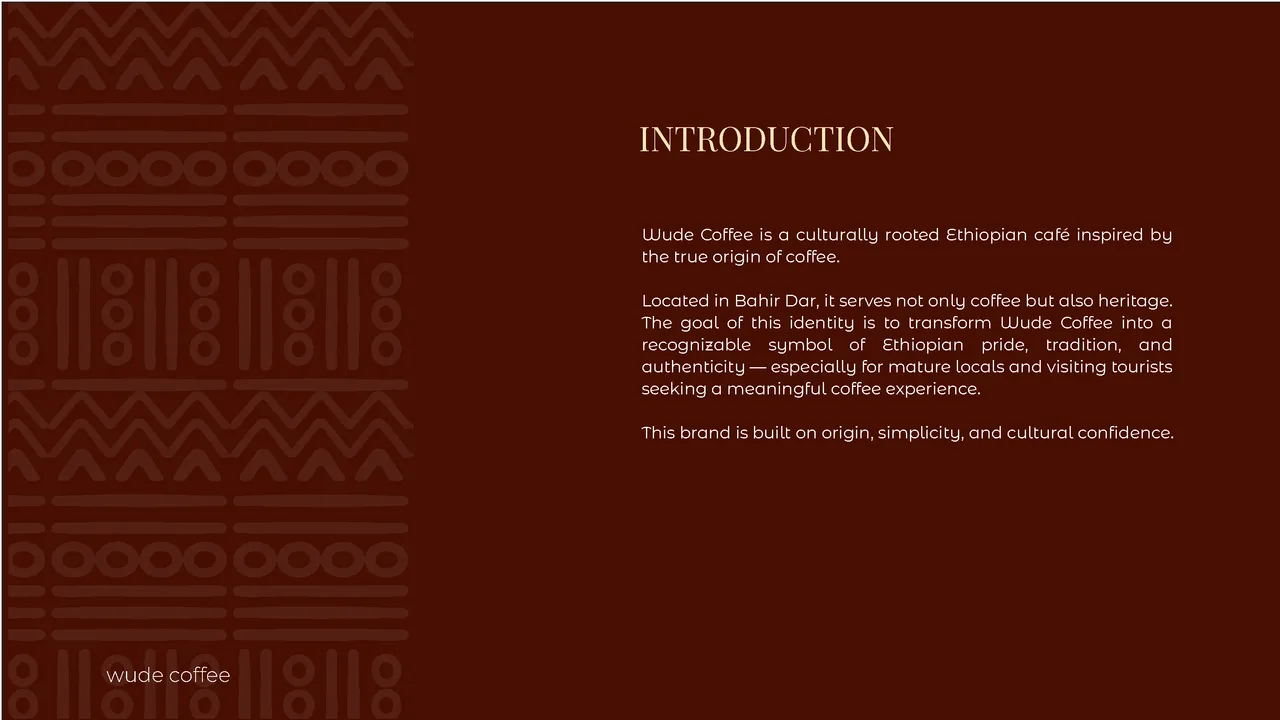 INTRODUCTION
Wude Coffee is a culturally rooted Ethiopian café inspired by
the true origin of coffee.
Located in Bahir Dar, it serves not only coffee but also heritage.
The goal of this identity is to transform Wude Coffee into a
recognizable symbol of Ethiopian pride, tradition, and
authenticity — especially for mature locals and visiting tourists
seeking a meaningful coffee experience.
This brand is built on origin, simplicity, and cultural confidence.
wude coffee